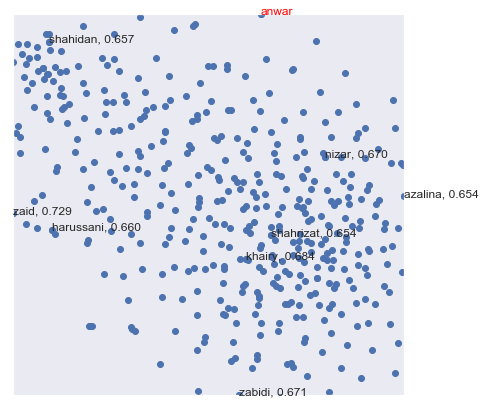 anwar
shahidan, 0.657
nizar, 0.670
azalina, 0.654
zaid, 0.729
harussani, 0.660
shahrizat, 0.654
khairy, 0.684
zabidi, 0.671